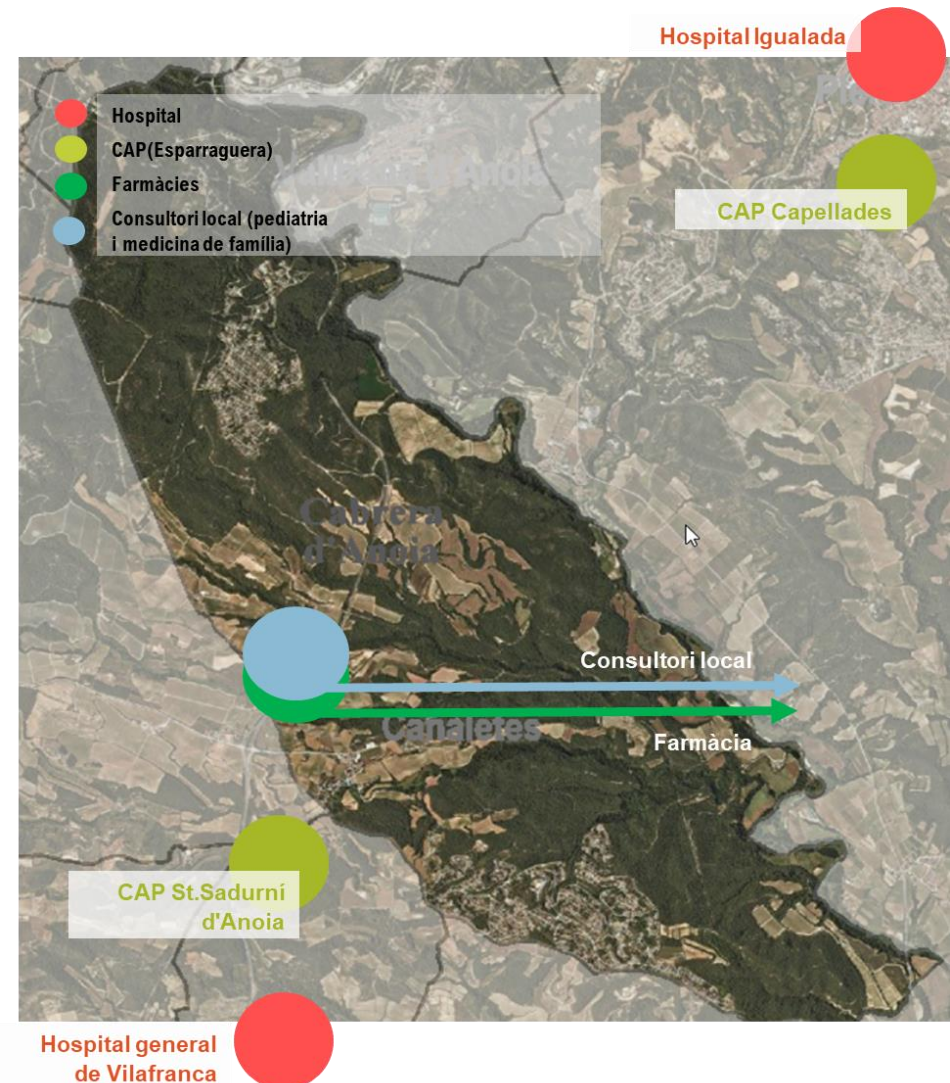 Hospital Igualada
Hospital
CAP(Esparraguera)
Farmàcies
Consultori local (pediatria
i medicina de família)
CAP Capellades
Cabrera
d'Anoia
Consultori local
Canaletes
Farmàcia
CAP St.Sadurní
d'Anoia
Hospital general
de Vilafranca